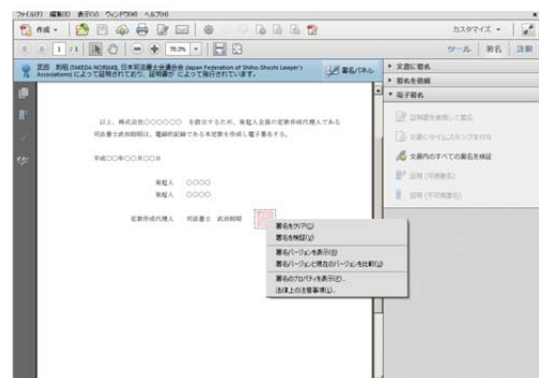 ファイル(F) 編集(E) 表示(V) ウィンドウ(W) ヘルプ(H)
作成
カスタマイズ
1 / 1
70.3%
ツール 署名 注釈
武田 則昭 (TAKEDA NORIAKI), 日本司法書士会連合会 (Japan Federation of Shiho-Shoshi Lawyer's
Associations) によって証明されており、証明書が によって発行されています。
署名パネル
文書に署名
署名を依頼
電子署名
証明書を使用して署名
文書にタイムスタンプを付与
文書内のすべての署名を検証
証明 (可視署名)
証明 (不可視署名)
以上、株式会社〇〇〇〇〇〇 を設立するため、発起人全員の定款作成代理人である
司法書士武田則昭は、電磁的記録である本定款を作成し電子署名する。
平成〇〇年〇〇月〇〇日
発起人 〇〇〇〇
発起人 〇〇〇〇
定款作成代理人 司法書士 武田則昭
署名をクリア(C)
署名を検証(V)
署名バージョンを表示(S)
署名バージョンと現在のバージョンを比較(U)
署名のプロパティを表示(P)...
法律上の注意事項(L)...